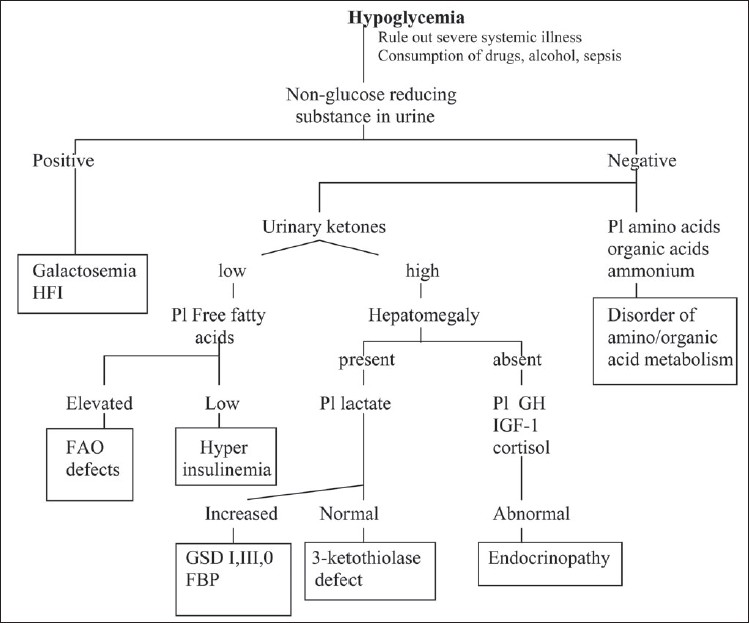 Hypoglycemia
Rule out severe systemic illness
Consumption of drugs, alcohol, sepsis
Non-glucose reducing
substance in urine
Positive
Negative
Galactosemia
HFI
Urinary ketones
Pl amino acids
organic acids
ammonium
low
high
Disorder of
amino/organic
acid metabolism
Pl Free fatty
acids
Hepatomegaly
present
absent
Elevated
Low
Pl lactate
Pl GH
IGF-1
cortisol
FAO
defects
Hyper
insulinemia
Increased
Normal
Abnormal
GSD I,III,0
FBP
3-ketothiolase
defect
Endocrinopathy